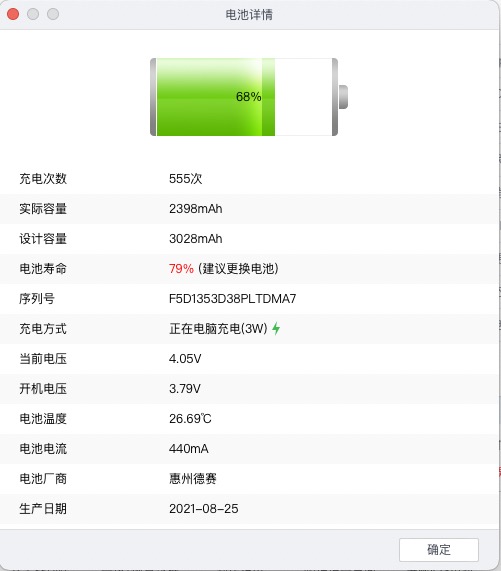 电池详情
68%
充电次数 555次
实际容量 2398mAh
设计容量 3028mAh
电池寿命 79% (建议更换电池)
序列号 F5D1353D38PLTDMA7
充电方式 正在电脑充电(3W)
当前电压 4.05V
开机电压 3.79V
电池温度 26.69℃
电池电流 440mA
电池厂商 惠州德赛
生产日期 2021-08-25
确定